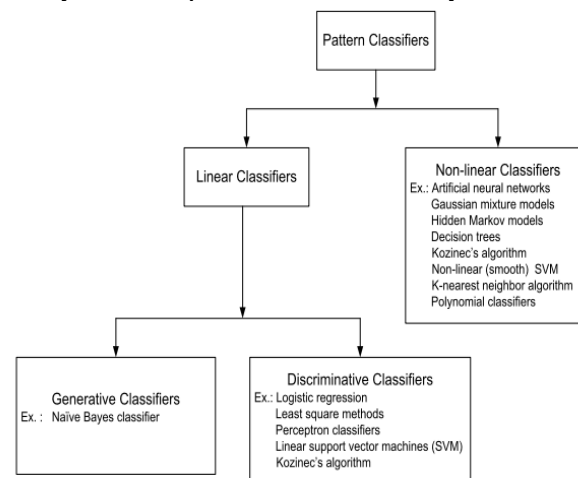 Pattern Classifiers
Linear Classifiers
Non-linear Classifiers
Ex.: Artificial neural networks
Gaussian mixture models
Hidden Markov models
Decision trees
Kozinec's algorithm
Non-linear (smooth) SVM
K-nearest neighbor algorithm
Polynomial classifiers
Generative Classifiers
Ex. : Naïve Bayes classifier
Discriminative Classifiers
Ex.: Logistic regression
Least square methods
Perceptron classifiers
Linear support vector machines (SVM)
Kozinec's algorithm